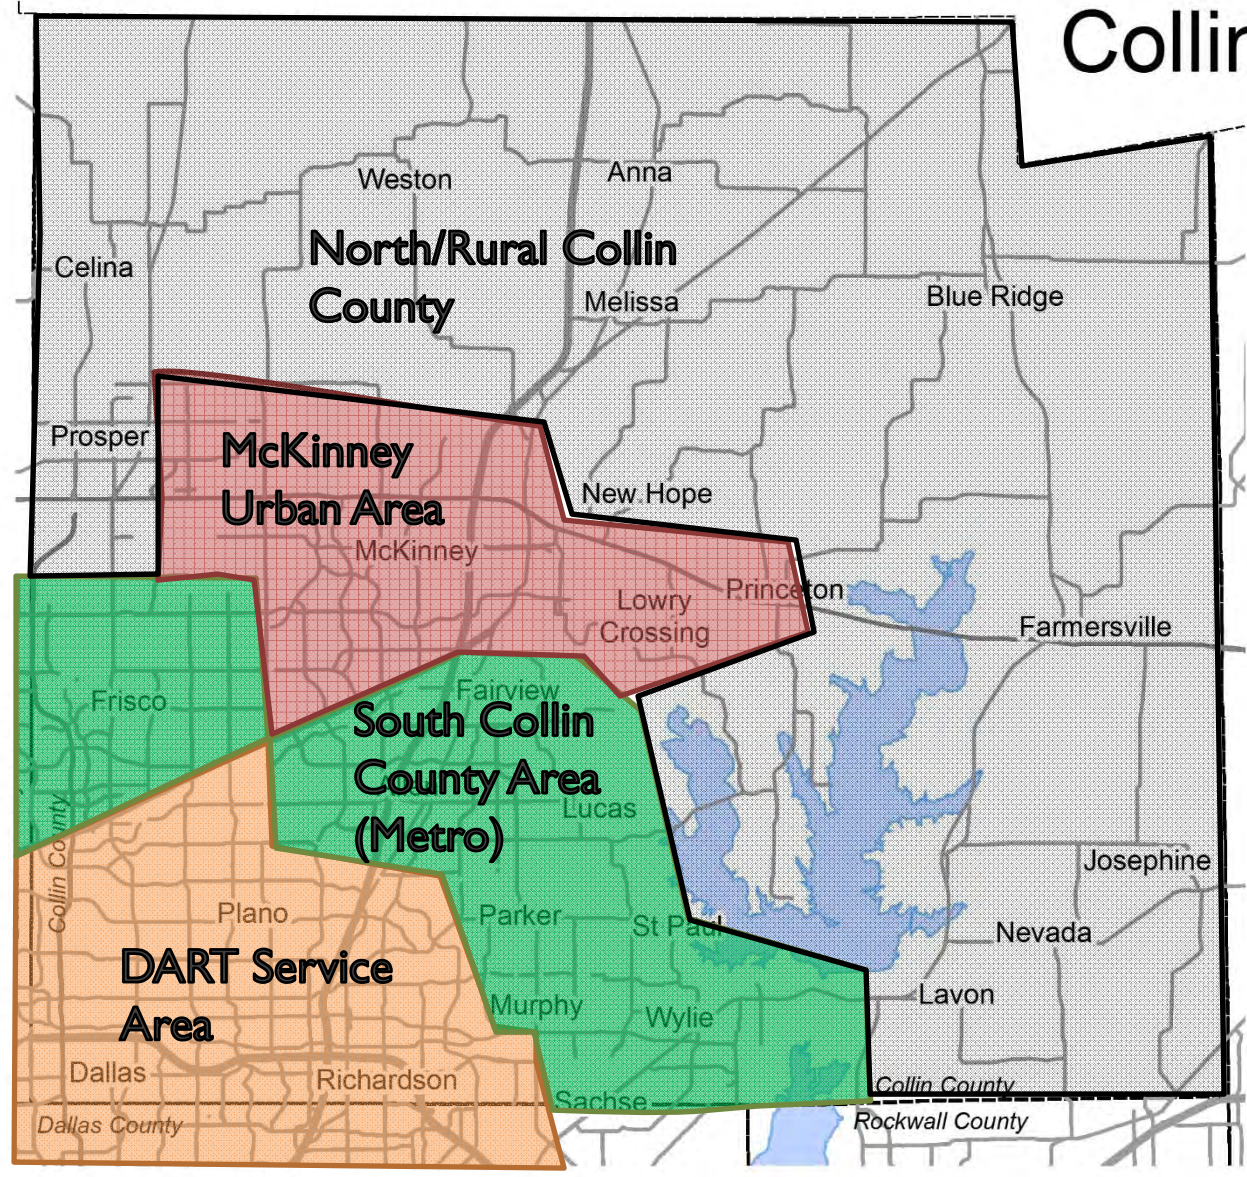 Collin
Weston
Anna
North/Rural Collin
County
Celina
Melissa
Blue Ridge
Prosper
McKinney
Urban Area
New Hope
McKinney
Princeton
Lowry
Crossing
Farmersville
Fairview
Frisco
South Collin
County Area
(Metro)
Lucas
Collin County
Josephine
Plano
Parker
St Paul
Nevada
DART Service
Area
Murphy
Wylie
Lavon
Dallas
Richardson
Collin County
Sachse
Dallas County
Rockwall County